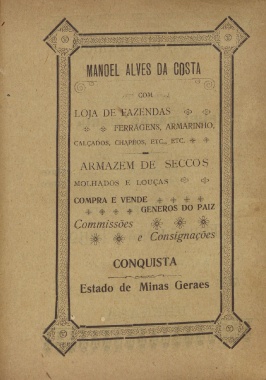 MANOEL ALVES DA COSTA
COM
LOJA DE FAZENDAS
FERRAGENS, ARMARINHO,
CALÇADOS, CHAPEOS, ETC., ETC.
ARMAZEM DE SECCOS
MOLHADOS E LOUÇAS
COMPRA E VENDE
GENEROS DO PAIZ
Commissões
e Consignações
CONQUISTA
Estado de Minas Geraes